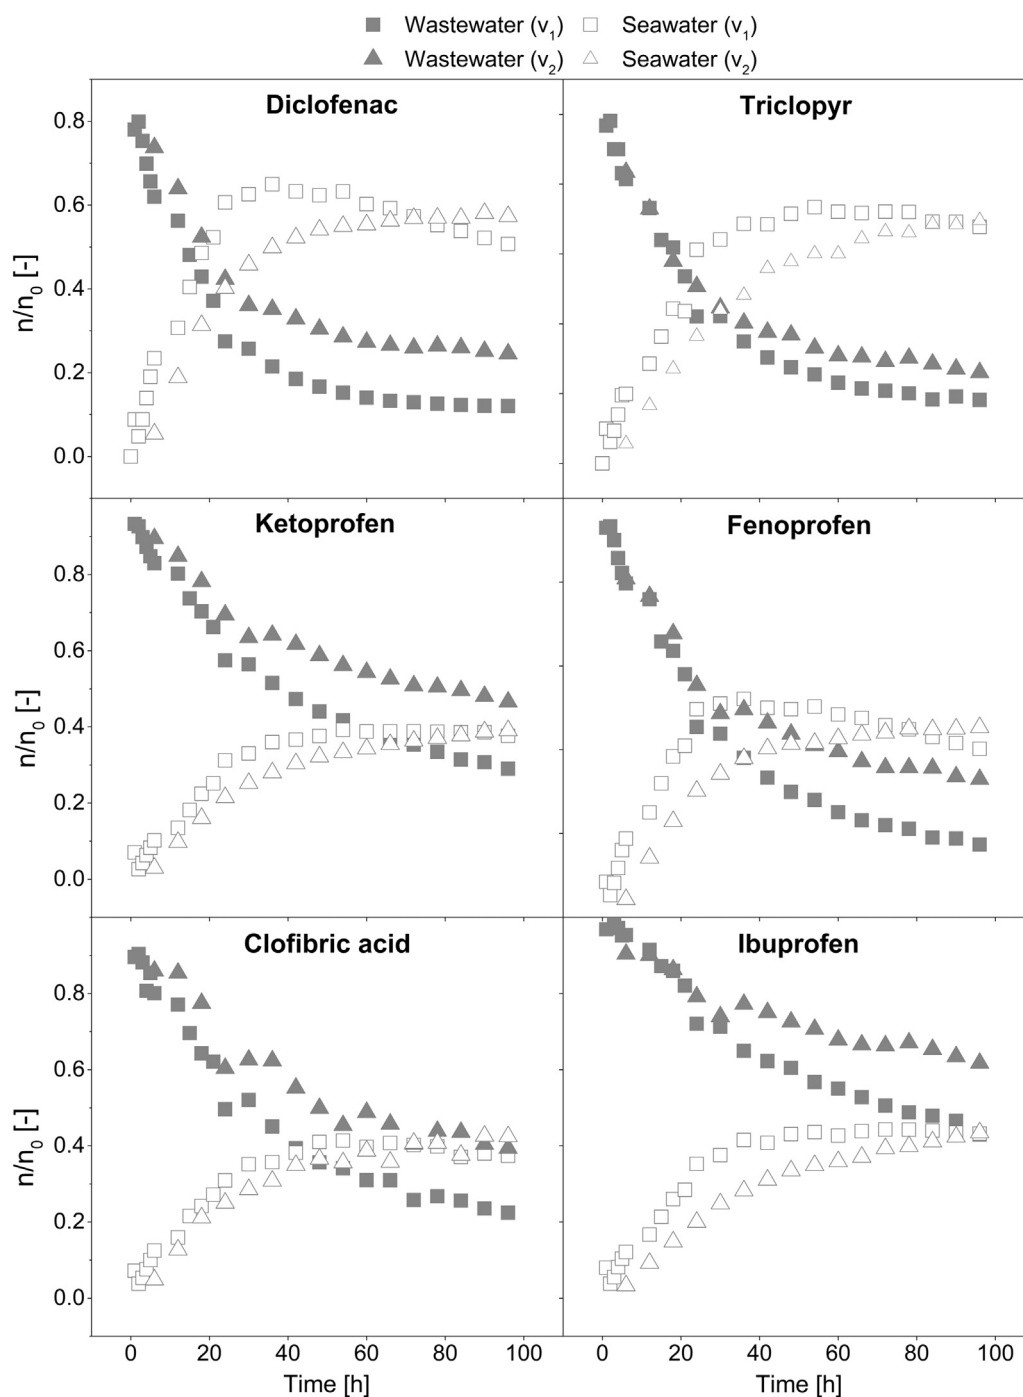 Wastewater (v1) Seawater (v1)
Wastewater (v2) Seawater (v2)
Diclofenac Triclopyr
0.8
0.6
0.4
0.2
0.0
n/n0 [-]
Ketoprofen Fenoprofen
0.8
0.6
0.4
0.2
0.0
n/n0 [-]
Clofibric acid Ibuprofen
0.8
0.6
0.4
0.2
0.0
n/n0 [-]
0 20 40 60 80 100 0 20 40 60 80 100
Time [h] Time [h]